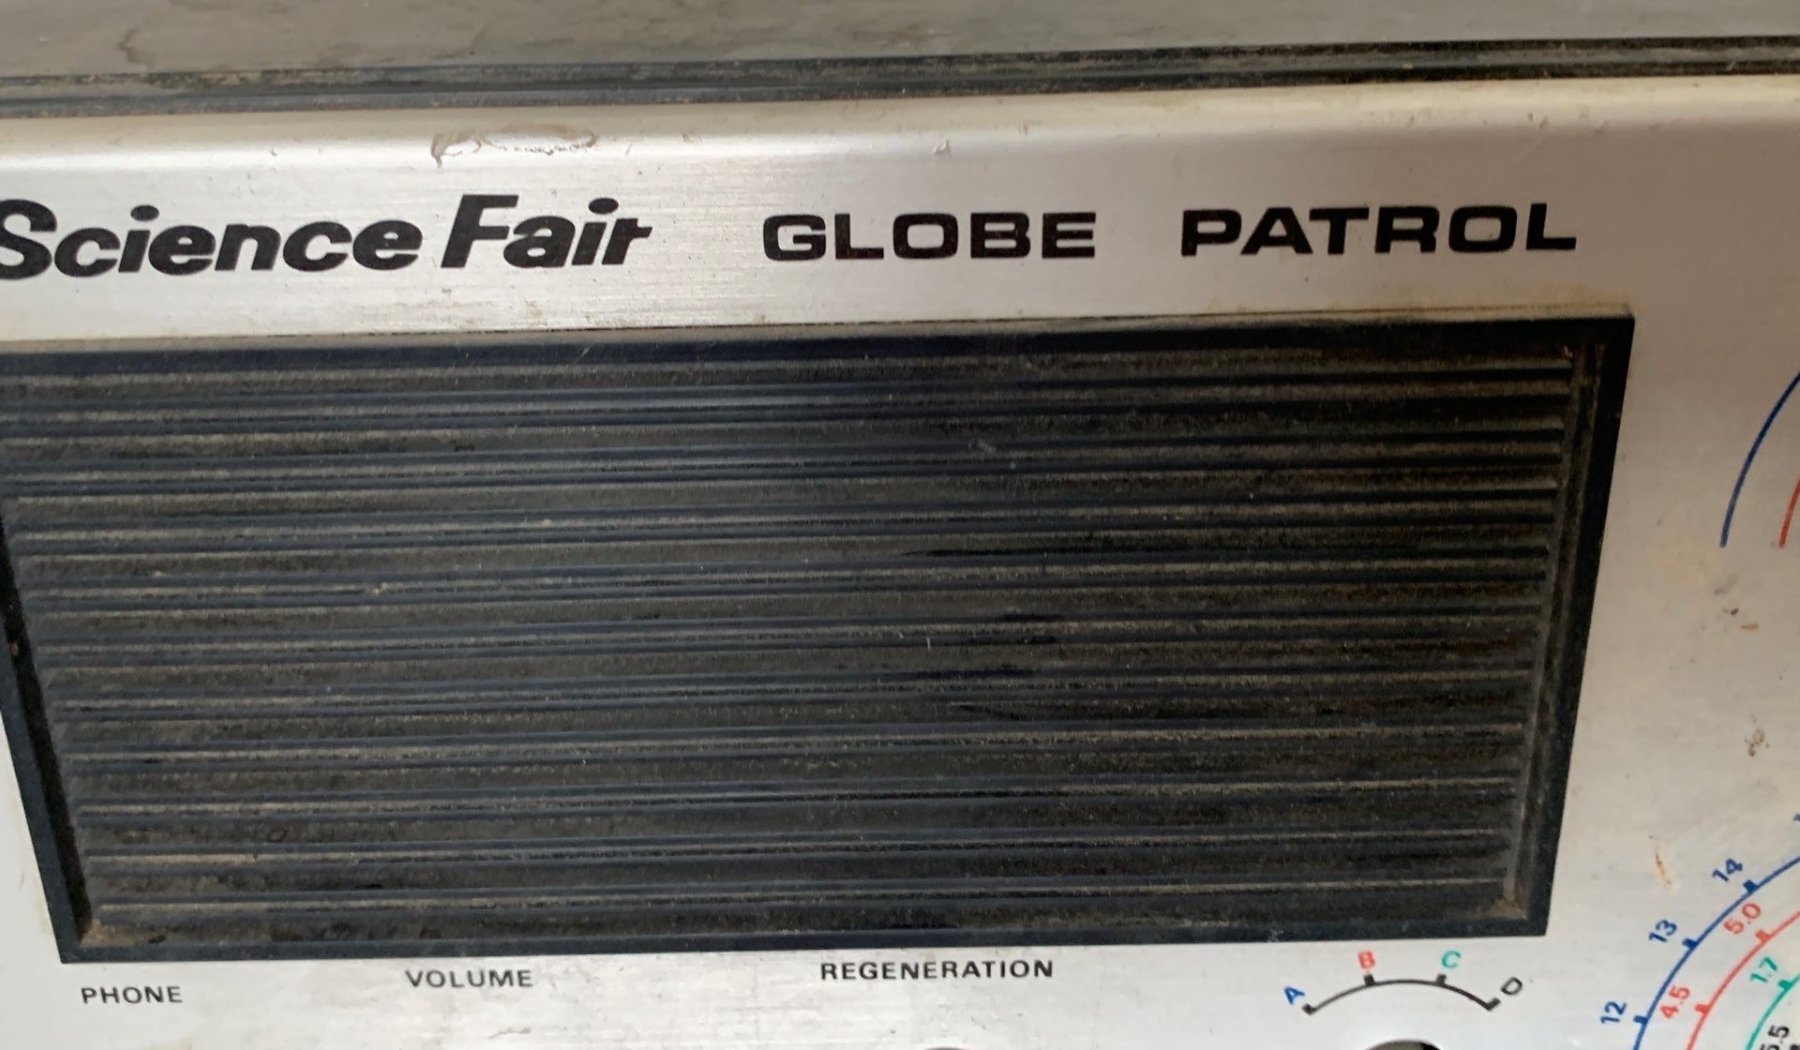 Science Fair GLOBE PATROL
PHONE
VOLUME
REGENERATION
A B C D
14
13
12
5.0
4.5
1.7